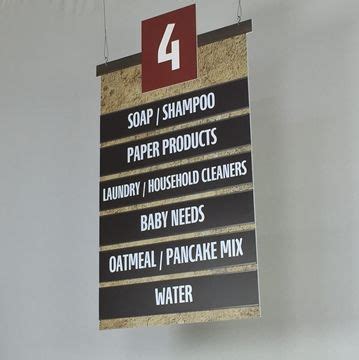 4
SOAP / SHAMPOO
PAPER PRODUCTS
LAUNDRY / HOUSEHOLD CLEANERS
BABY NEEDS
OATMEAL / PANCAKE MIX
WATER